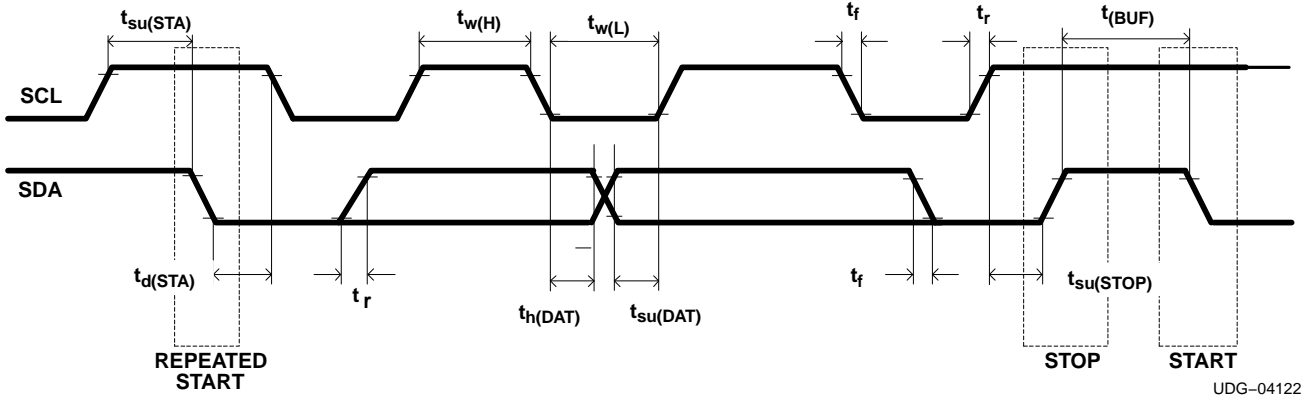 tsu(STA)
tw(H)
tw(L)
tf
tr
t(BUF)
SCL
SDA
td(STA)
tr
th(DAT)
tsu(DAT)
tf
tsu(STOP)
REPEATED
START
STOP
START
UDG–04122